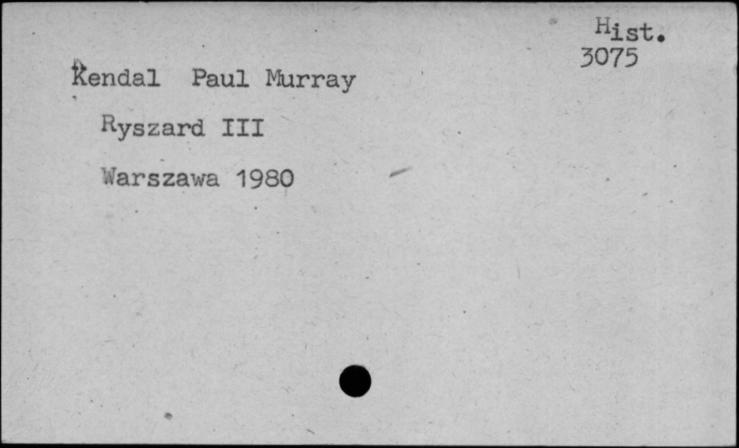 Hist.
3075
Kendal Paul Murray
Ryszard III
Warszawa 1980